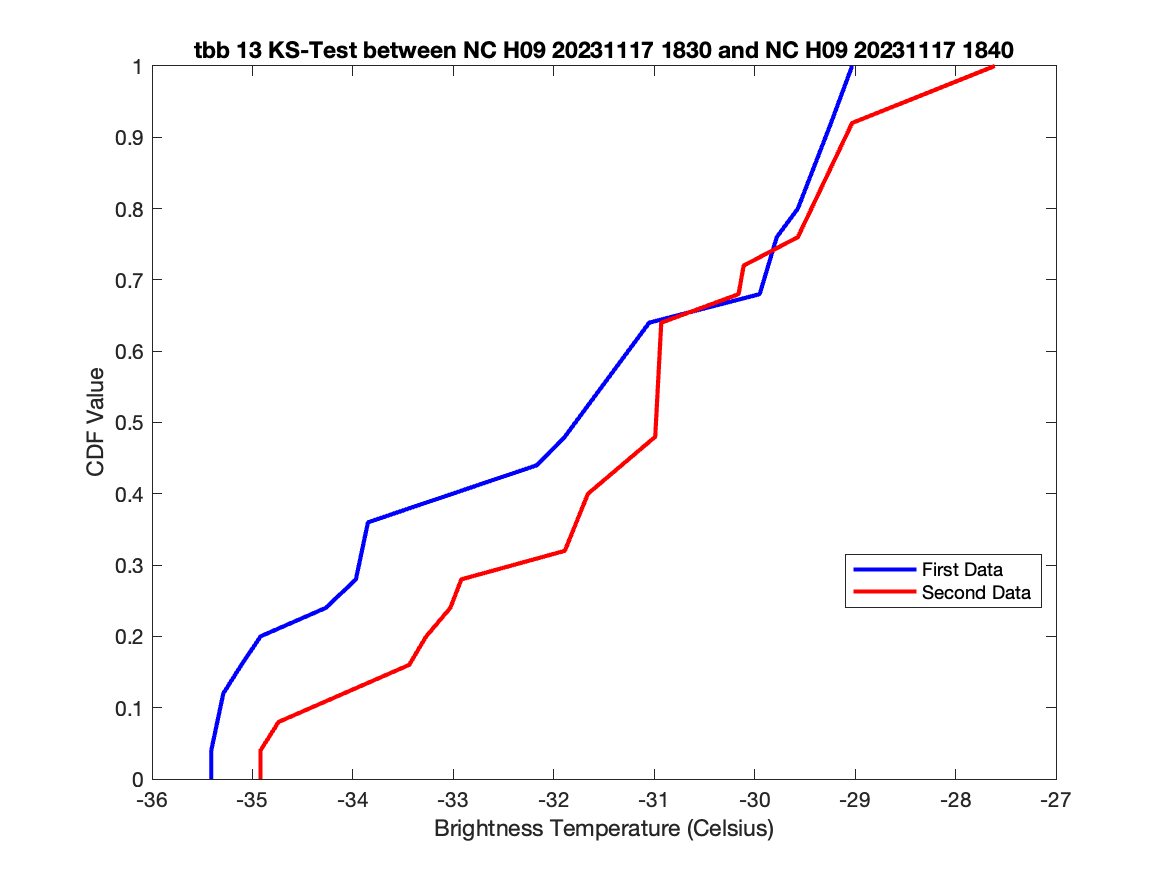 tbb 13 KS-Test between NC H09 20231117 1830 and NC H09 20231117 1840
1
0.9
0.8
0.7
0.6
0.5
0.4
0.3
0.2
0.1
0
CDF Value
First Data
Second Data
-36 -35 -34 -33 -32 -31 -30 -29 -28 -27
Brightness Temperature (Celsius)